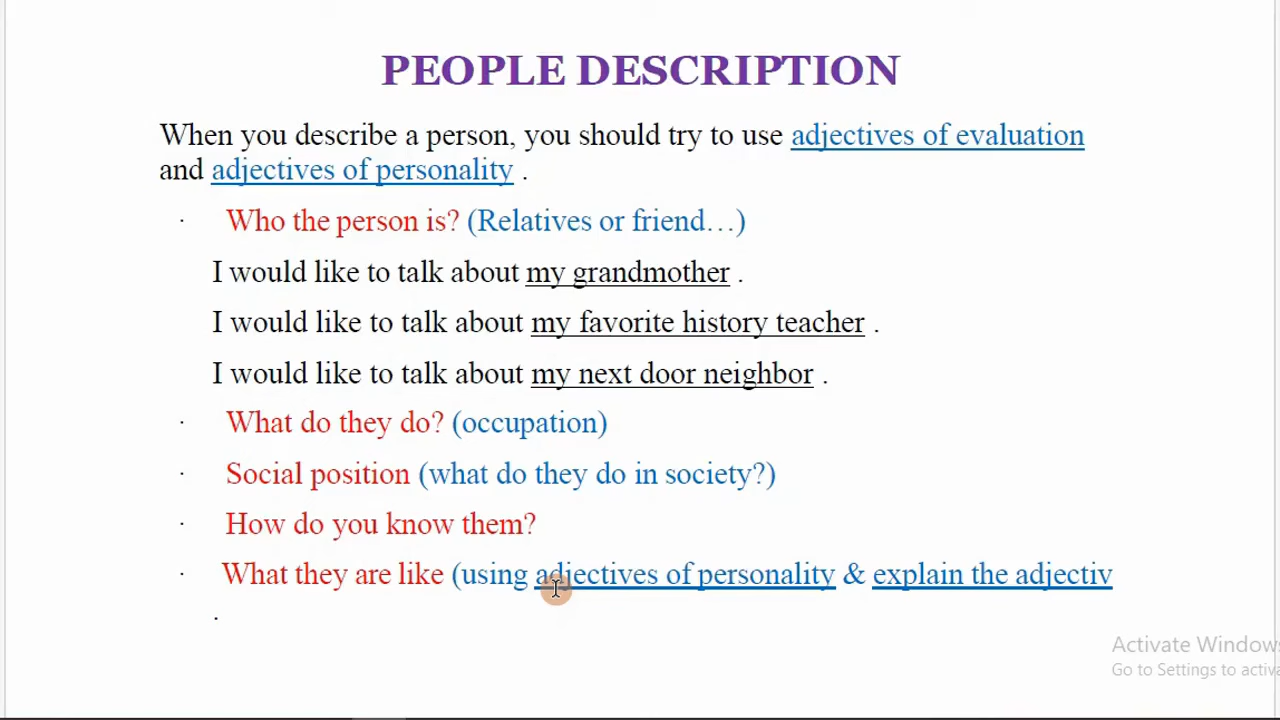 PEOPLE DESCRIPTION
When you describe a person, you should try to use adjectives of evaluation
and adjectives of personality .
· Who the person is? (Relatives or friend…)
I would like to talk about my grandmother .
I would like to talk about my favorite history teacher .
I would like to talk about my next door neighbor .
· What do they do? (occupation)
· Social position (what do they do in society?)
· How do you know them?
· What they are like (using adjectives of personality & explain the adjectiv
.
Activate Windows
Go to Settings to activa